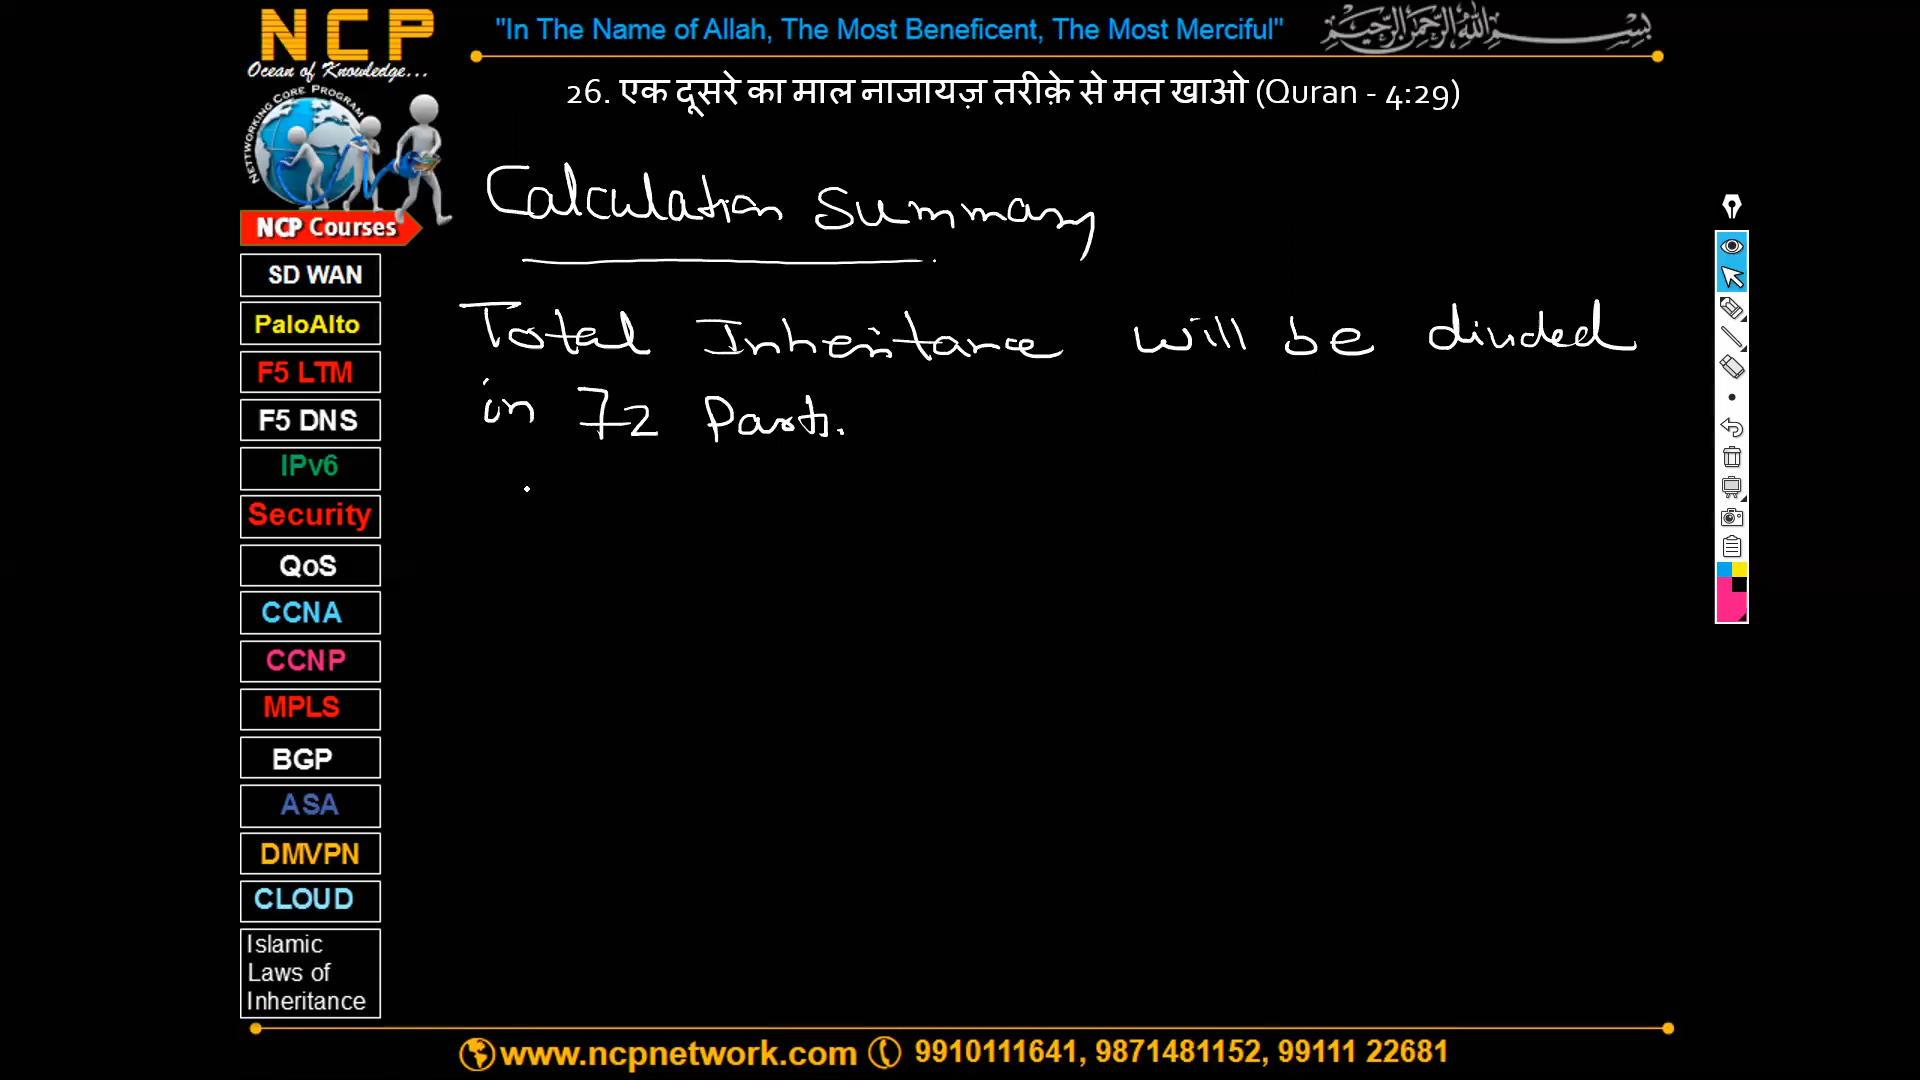 NCP
Ocean of Knowledge...
NETTWORKING CORE PROGRAM
"In The Name of Allah, The Most Beneficent, The Most Merciful"
بسم الله الرحمن الرحيم
26. एक दूसरे का माल नाजायज़ तरीक़े से मत खाओ (Quran - 4:29)
Calculation Summary
Total Inheritance will be divided
in 72 Parts.
NCP Courses
SD WAN
PaloAlto
F5 LTM
F5 DNS
IPv6
Security
QoS
CCNA
CCNP
MPLS
BGP
ASA
DMVPN
CLOUD
Islamic
Laws of
Inheritance
www.ncpnetwork.com 9910111641, 9871481152, 99111 22681